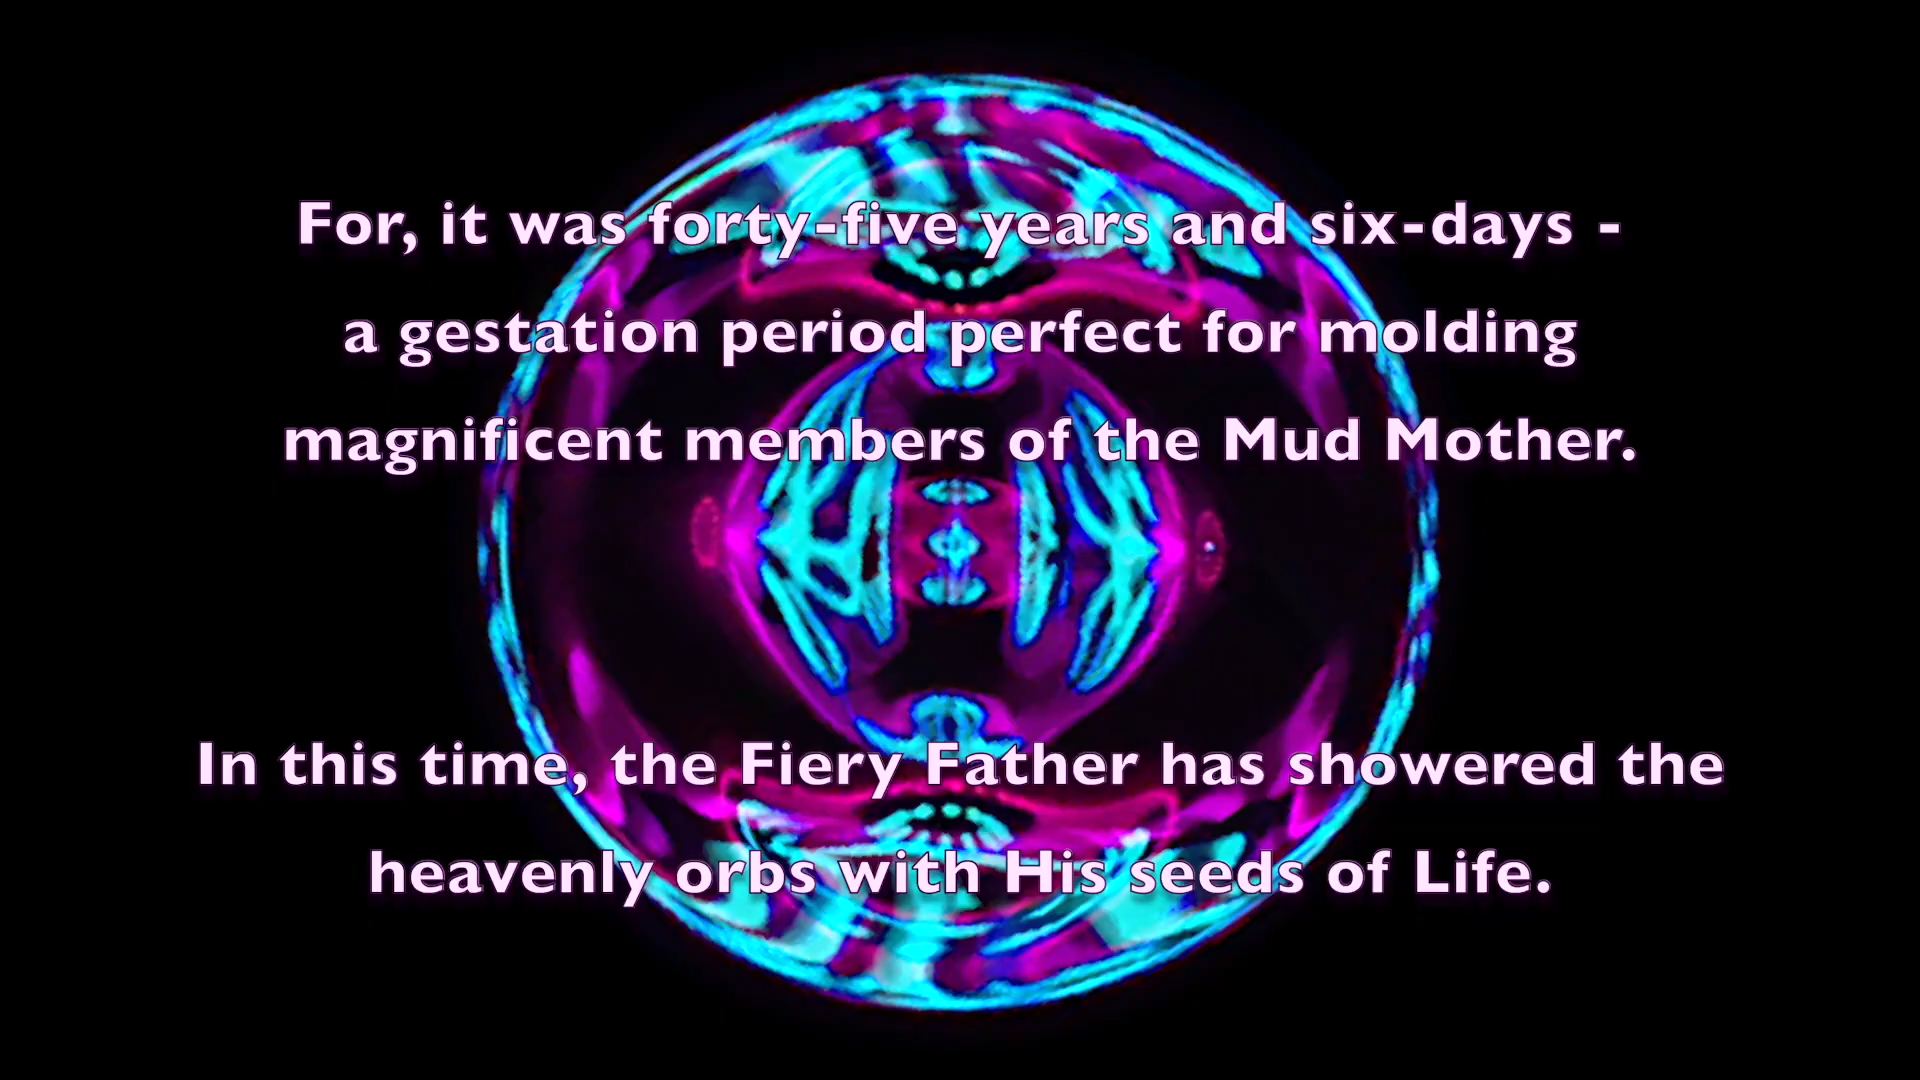 For, it was forty-five years and six-days -
a gestation period perfect for molding
magnificent members of the Mud Mother.
In this time, the Fiery Father has showered the
heavenly orbs with His seeds of Life.